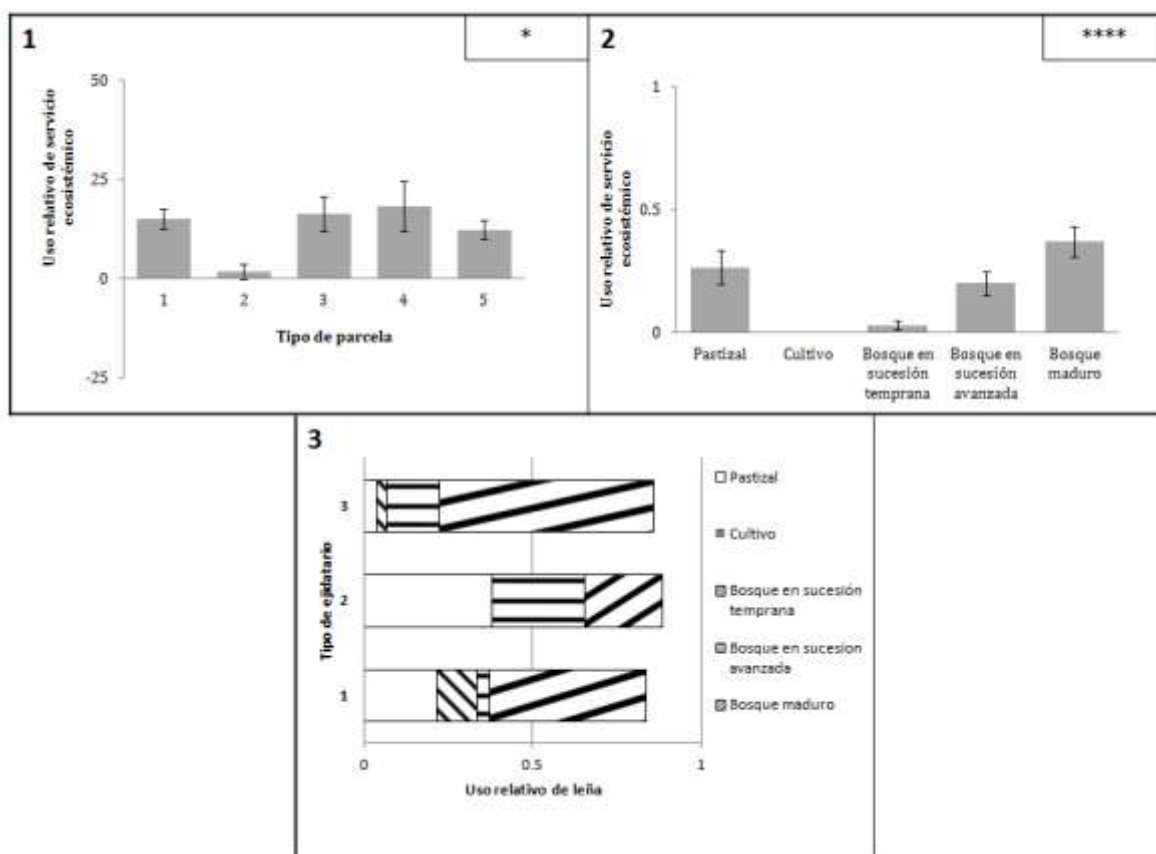 1
*
50
25
0
-25
Uso relativo de servicio
ecosistémico
1 2 3 4 5
Tipo de parcela
2
****
1
0.5
0
Uso relativo de servicio
ecosistémico
Pastizal
Cultivo
Bosque en
sucesión
temprana
Bosque en
sucesión
avanzada
Bosque
maduro
3
Tipo de ejidatario
3
2
1
0 0.5 1
Uso relativo de leña
Pastizal
Cultivo
Bosque en sucesión
temprana
Bosque en sucesion
avanzada
Bosque maduro